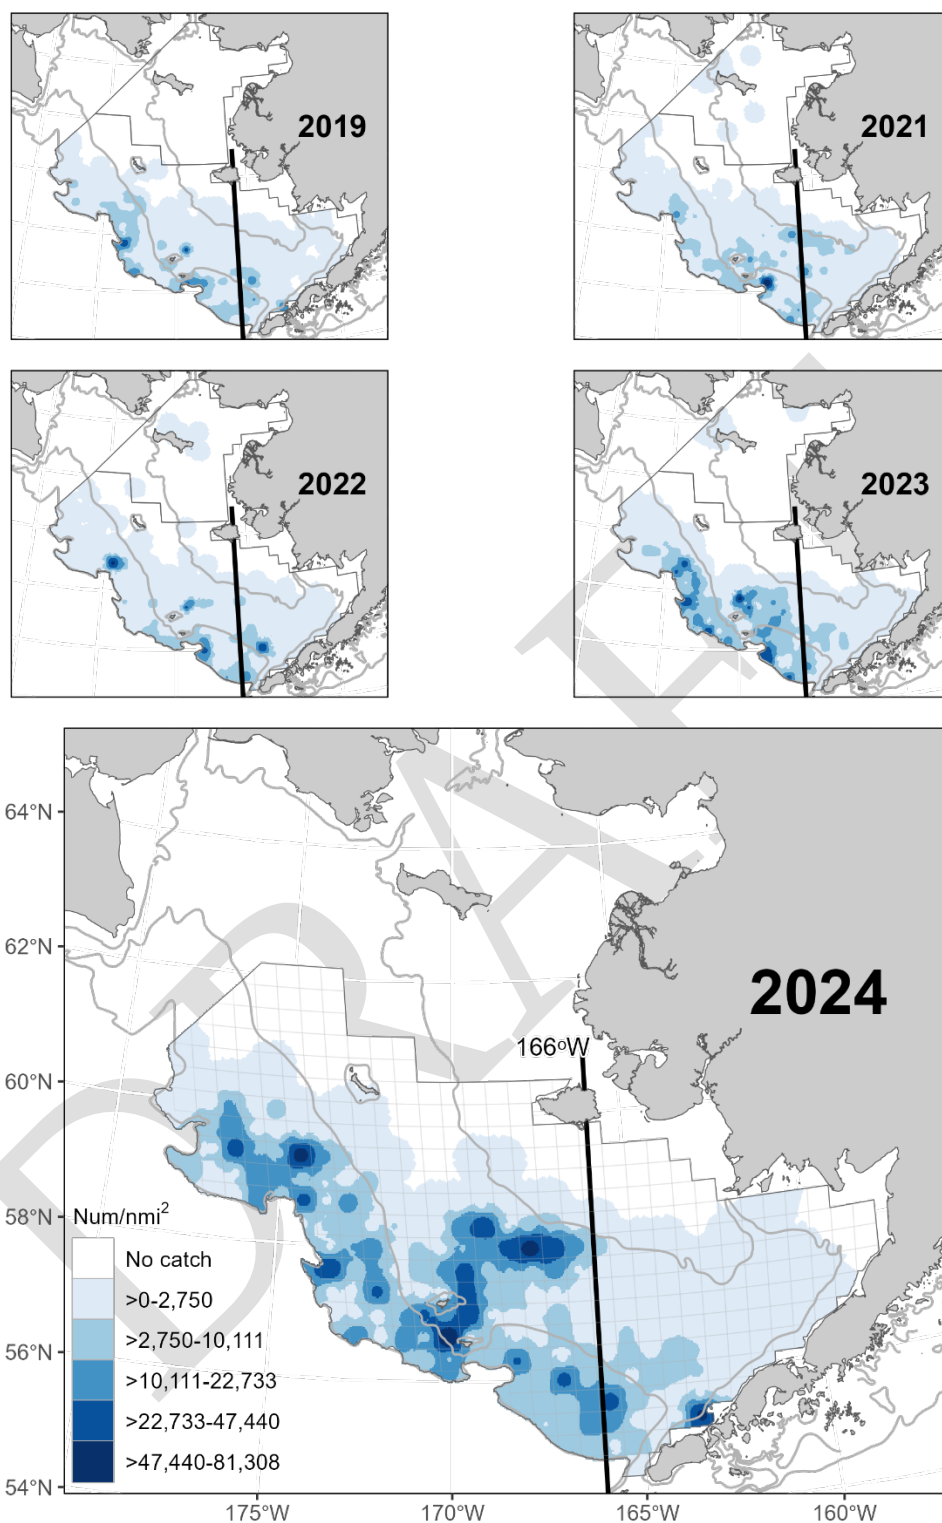 2019
2021
2022
2023
2024
166oW
64°N
62°N
60°N
58°N
56°N
54°N
Num/nmi2
No catch
>0-2,750
>2,750-10,111
>10,111-22,733
>22,733-47,440
>47,440-81,308
175°W
170°W
165°W
160°W
DRAFT